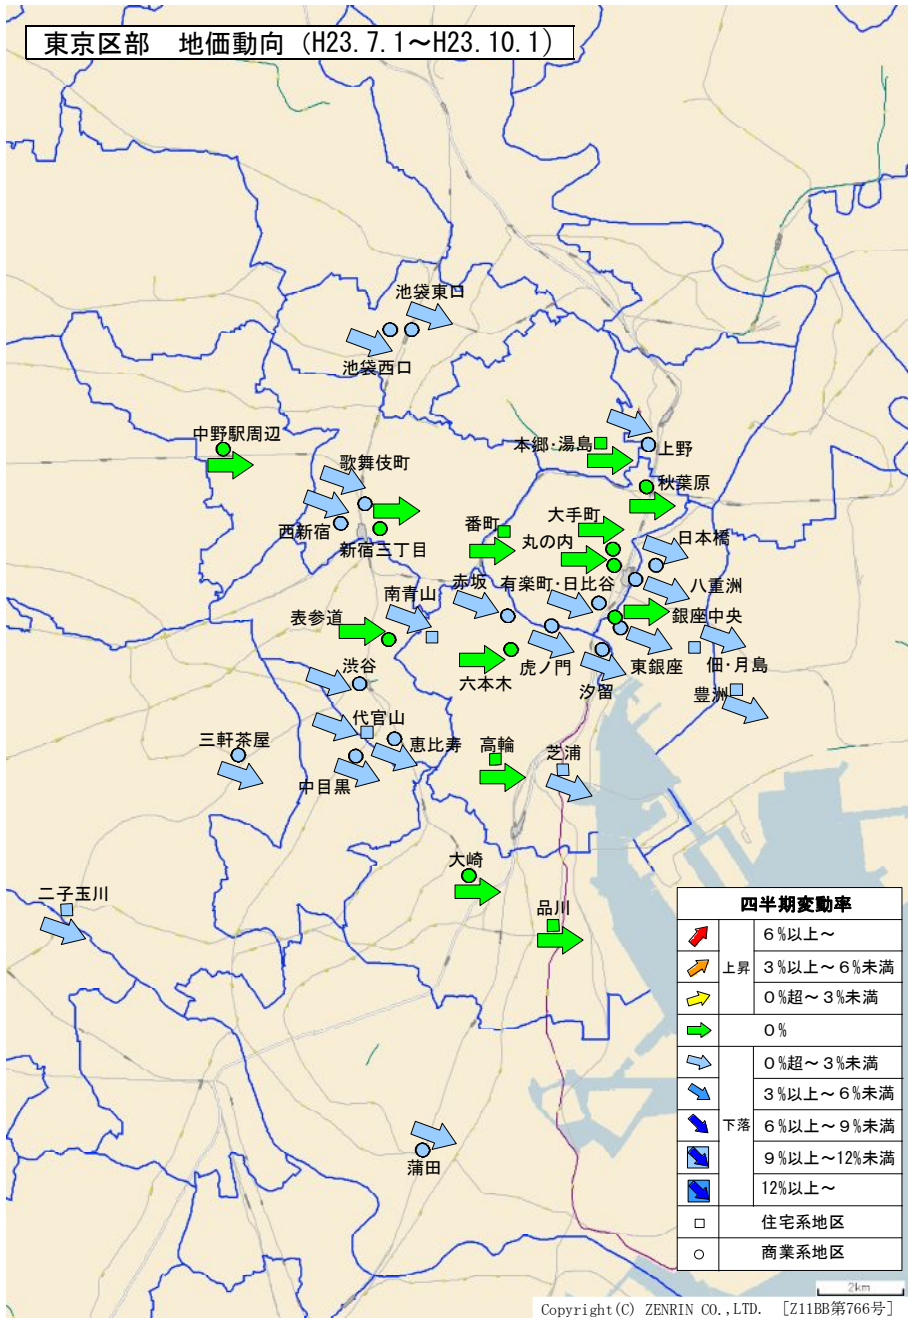 東京区部 地価動向 (H23.7.1～H23.10.1)
池袋東口
池袋西口
中野駅周辺
歌舞伎町
本郷・湯島
上野
秋葉原
西新宿
新宿三丁目
番町
大手町
丸の内
日本橋
八重洲
赤坂
有楽町・日比谷
南青山
表参道
銀座中央
虎ノ門
東銀座
佃・月島
六本木
汐留
渋谷
豊洲
代官山
三軒茶屋
恵比寿
高輪
芝浦
中目黒
大崎
二子玉川
品川
蒲田
四半期変動率
上昇
6%以上～
3%以上～6%未満
0%超～3%未満
0%
下落
0%超～3%未満
3%以上～6%未満
6%以上～9%未満
9%以上～12%未満
12%以上～
住宅系地区
商業系地区
2km
Copyright(C) ZENRIN CO.,LTD. [Z11BB第766号]